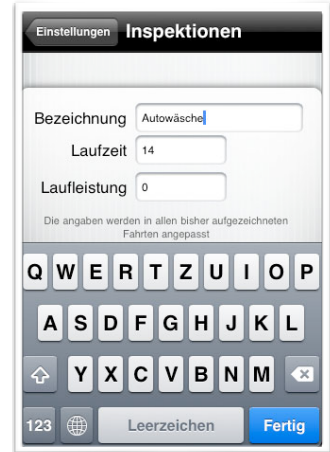 Einstellungen Inspektionen
Bezeichnung Autowäsche
Laufzeit 14
Laufleistung 0
Die angaben werden in allen bisher aufgezeichneten
Fahrten angepasst
Q W E R T Z U I O P
A S D F G H J K L
Y X C V B N M
123 Leerzeichen Fertig